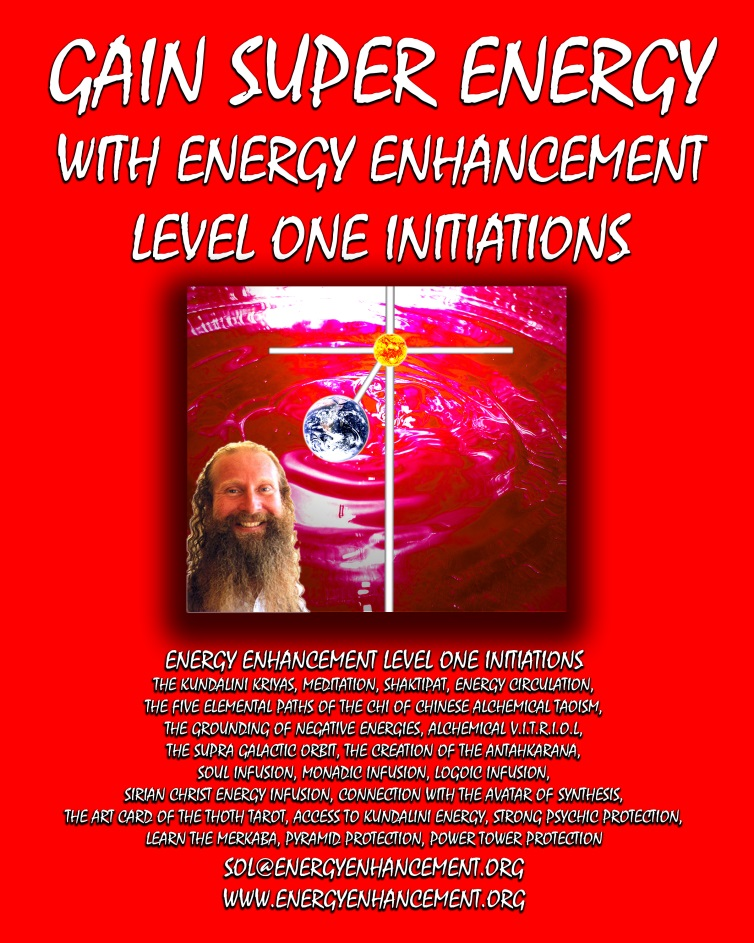 GAIN SUPER ENERGY
WITH ENERGY ENHANCEMENT
LEVEL ONE INITIATIONS
ENERGY ENHANCEMENT LEVEL ONE INITIATIONS
THE KUNDALINI KRIYAS, MEDITATION, SHAKTIPAT, ENERGY CIRCULATION,
THE FIVE ELEMENTAL PATHS OF THE CHI OF CHINESE ALCHEMICAL TAOISM,
THE GROUNDING OF NEGATIVE ENERGIES, ALCHEMICAL V.I.T.R.I.O.L,
THE SUPRA GALACTIC ORBIT, THE CREATION OF THE ANTAHKARANA,
SOUL INFUSION, MONADIC INFUSION, LOGOIC INFUSION,
SIRIAN CHRIST ENERGY INFUSION, CONNECTION WITH THE AVATAR OF SYNTHESIS,
THE ART CARD OF THE THOTH TAROT, ACCESS TO KUNDALINI ENERGY, STRONG PSYCHIC PROTECTION,
LEARN THE MERKABA, PYRAMID PROTECTION, POWER TOWER PROTECTION
SOL@ENERGYENHANCEMENT.ORG
WWW.ENERGYENHANCEMENT.ORG